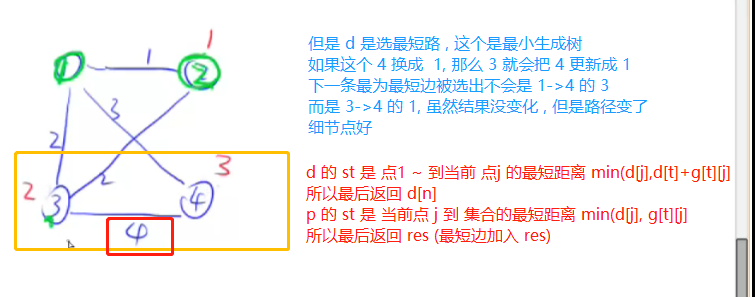 1
1
①
②
3
2
2
3
2
③
④
4
但是 d 是选最短路 , 这个是最小生成树
如果这个 4 换成  1, 那么 3 就会把 4 更新成 1
下一条最为最短边被选出不会是 1->4 的 3
而是 3->4 的 1, 虽然结果没变化 , 但是路径变了
细节点好
d 的 st 是 点1 ~ 到当前 点j 的最短距离 min(d[j],d[t]+g[t][j]
所以最后返回 d[n]
p 的 st 是 当前点 j 到 集合的最短距离 min(d[j], g[t][j]
所以最后返回 res (最短边加入 res)